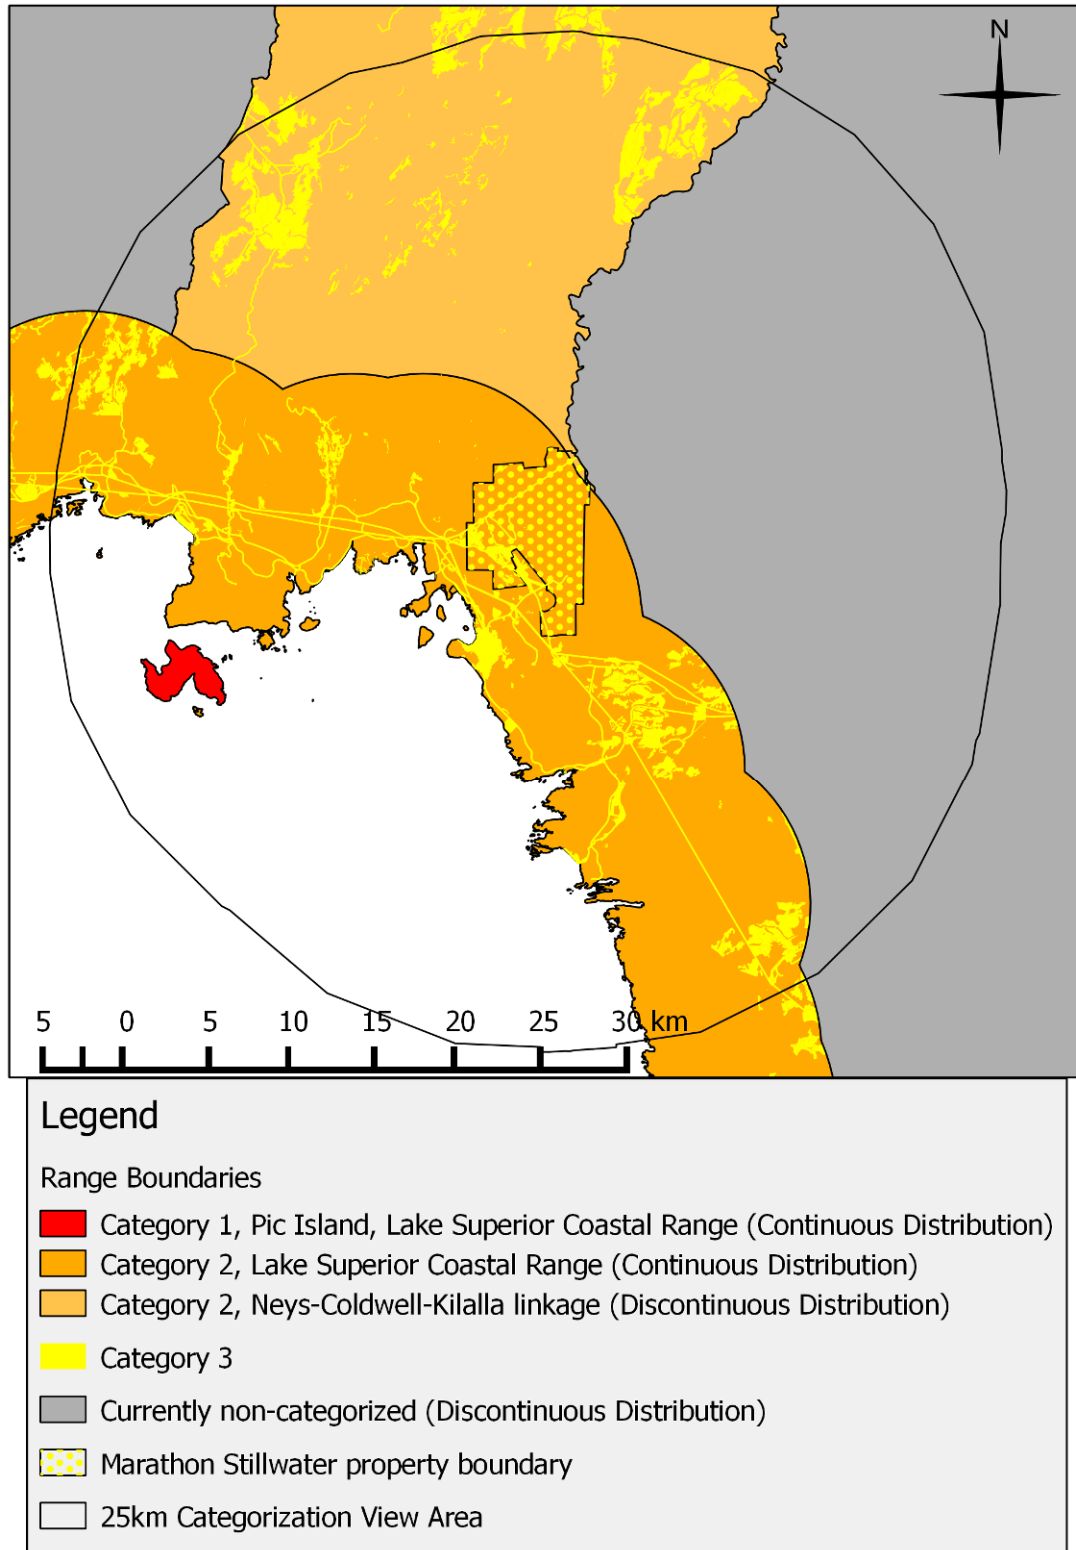 N
5 0 5 10 15 20 25 30 km
Legend
Range Boundaries
Category 1, Pic Island, Lake Superior Coastal Range (Continuous Distribution)
Category 2, Lake Superior Coastal Range (Continuous Distribution)
Category 2, Neys-Coldwell-Kilalla linkage (Discontinuous Distribution)
Category 3
Currently non-categorized (Discontinuous Distribution)
Marathon Stillwater property boundary
25km Categorization View Area